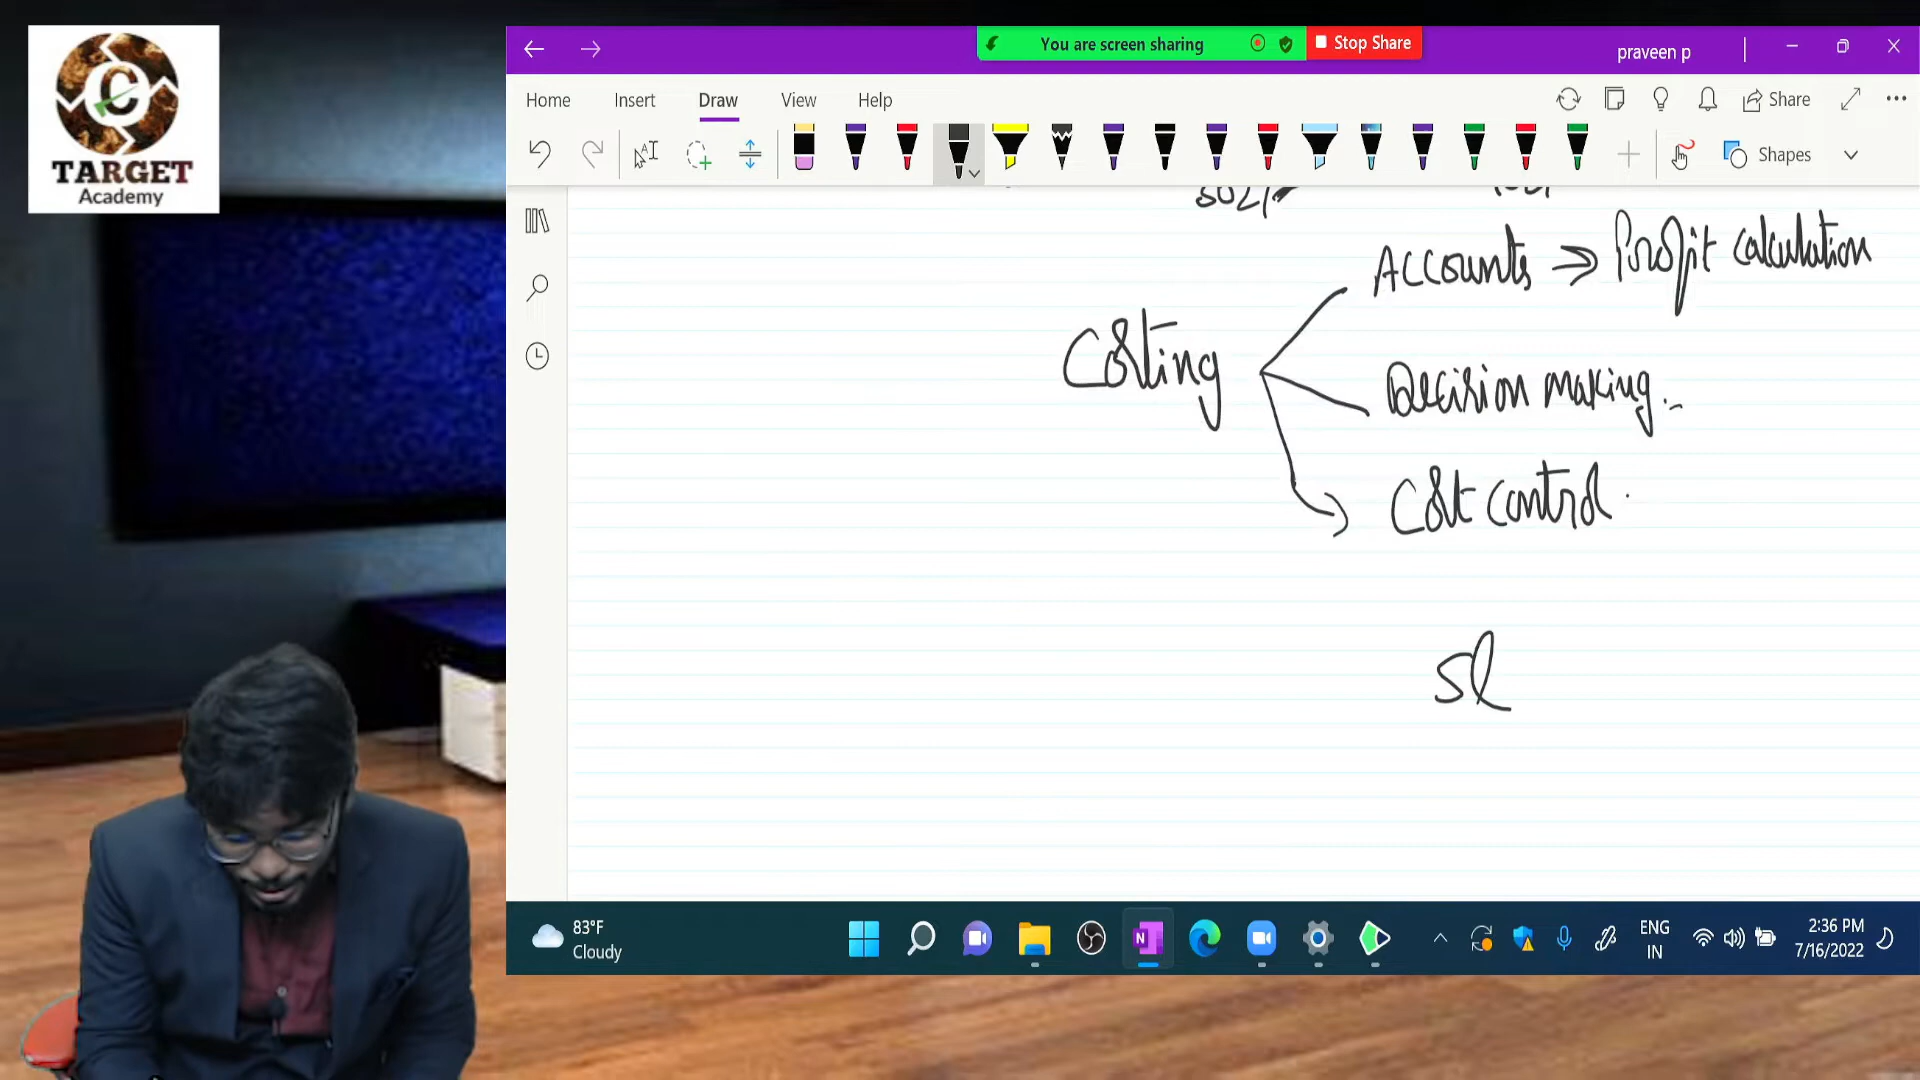 TARGET
Academy
You are screen sharing
Stop Share
praveen p
Home Insert Draw View Help
Share
Shapes
Accounts ⇒ Profit calculation
Costing
Decision making
Cost control
Sl
83°F
Cloudy
ENG
IN
2:36 PM
7/16/2022